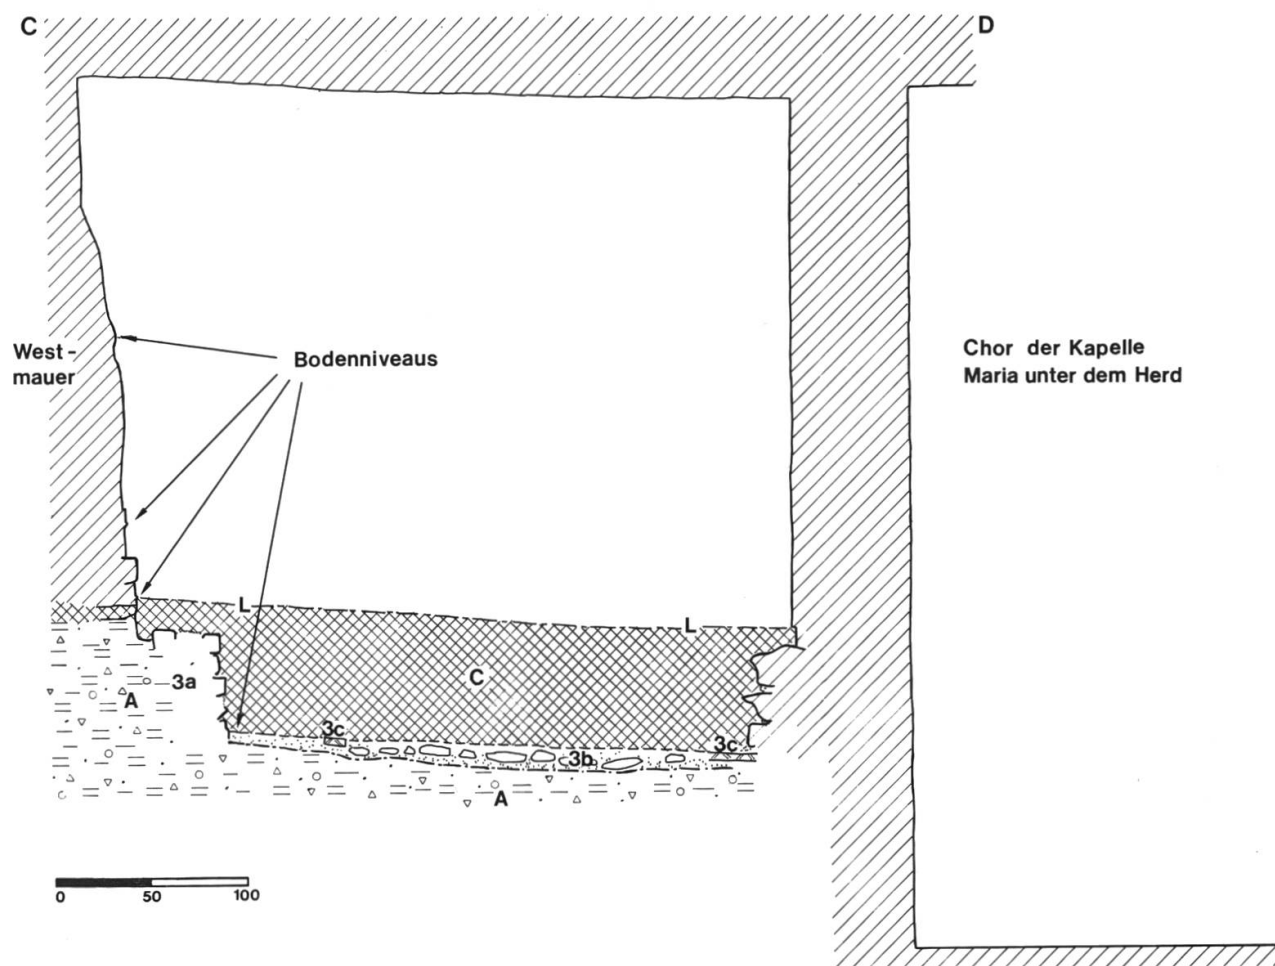 C
D
West-
mauer
Bodenniveaus
Chor der Kapelle
Maria unter dem Herd
L
L
3a
C
A
3c
3c
3b
A
0 50 100